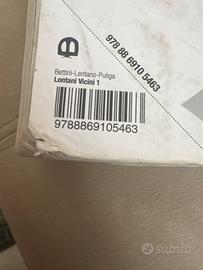 978 88 6910 5463
Bettini-Lentano-Puliga
Lontani Vicini 1
9788869105463
subito